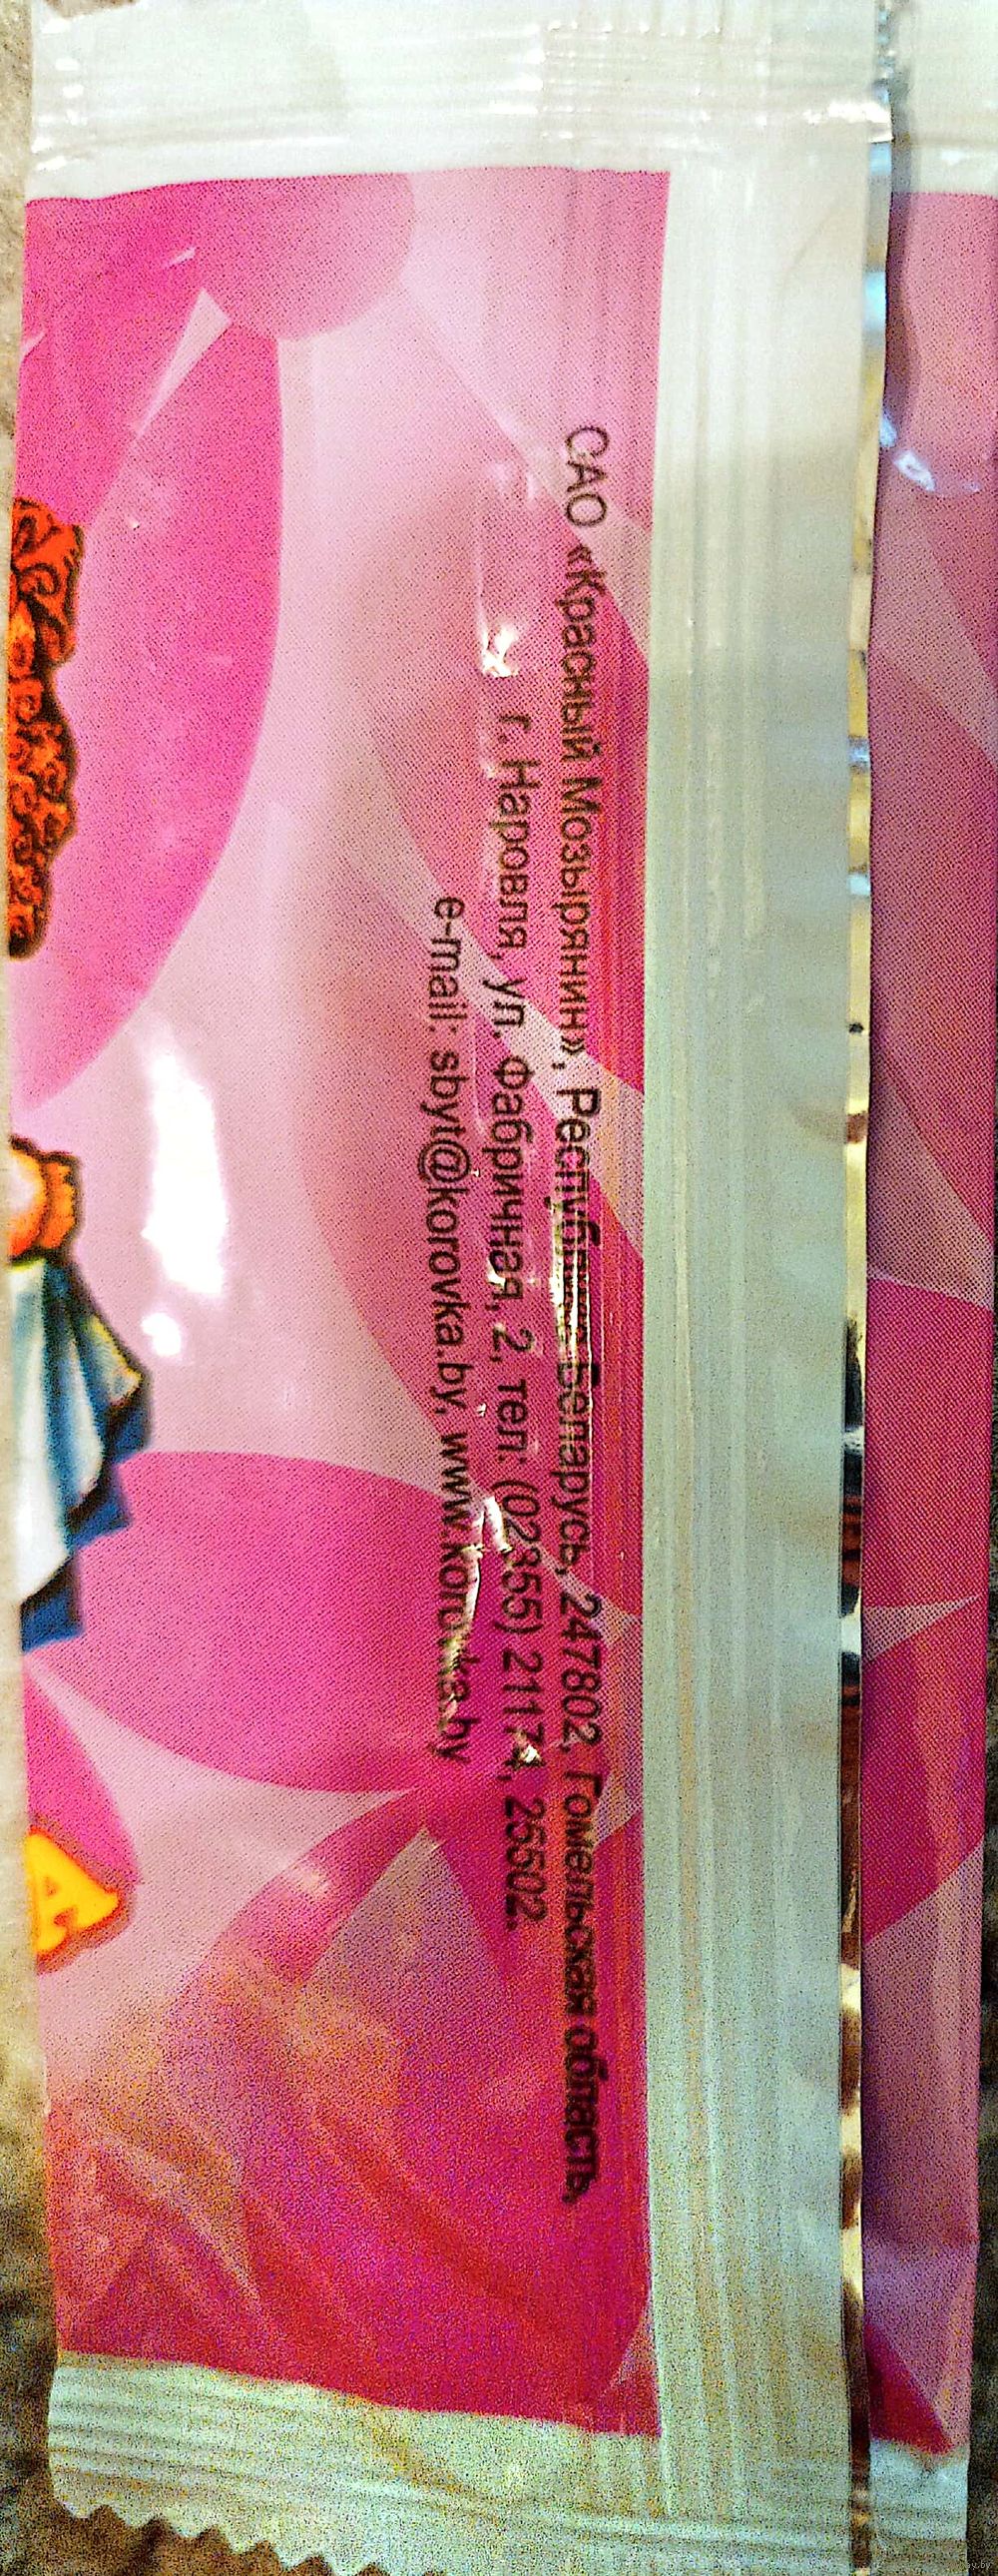 САО «Красный Мозырянин», Республика Беларусь, 247802, Гомельская область,
г. Наровля, ул. Фабричная, 2, тел: (02355) 21174, 25502.
e-mail: sbyt@korovka.by, www.korovka.by
А